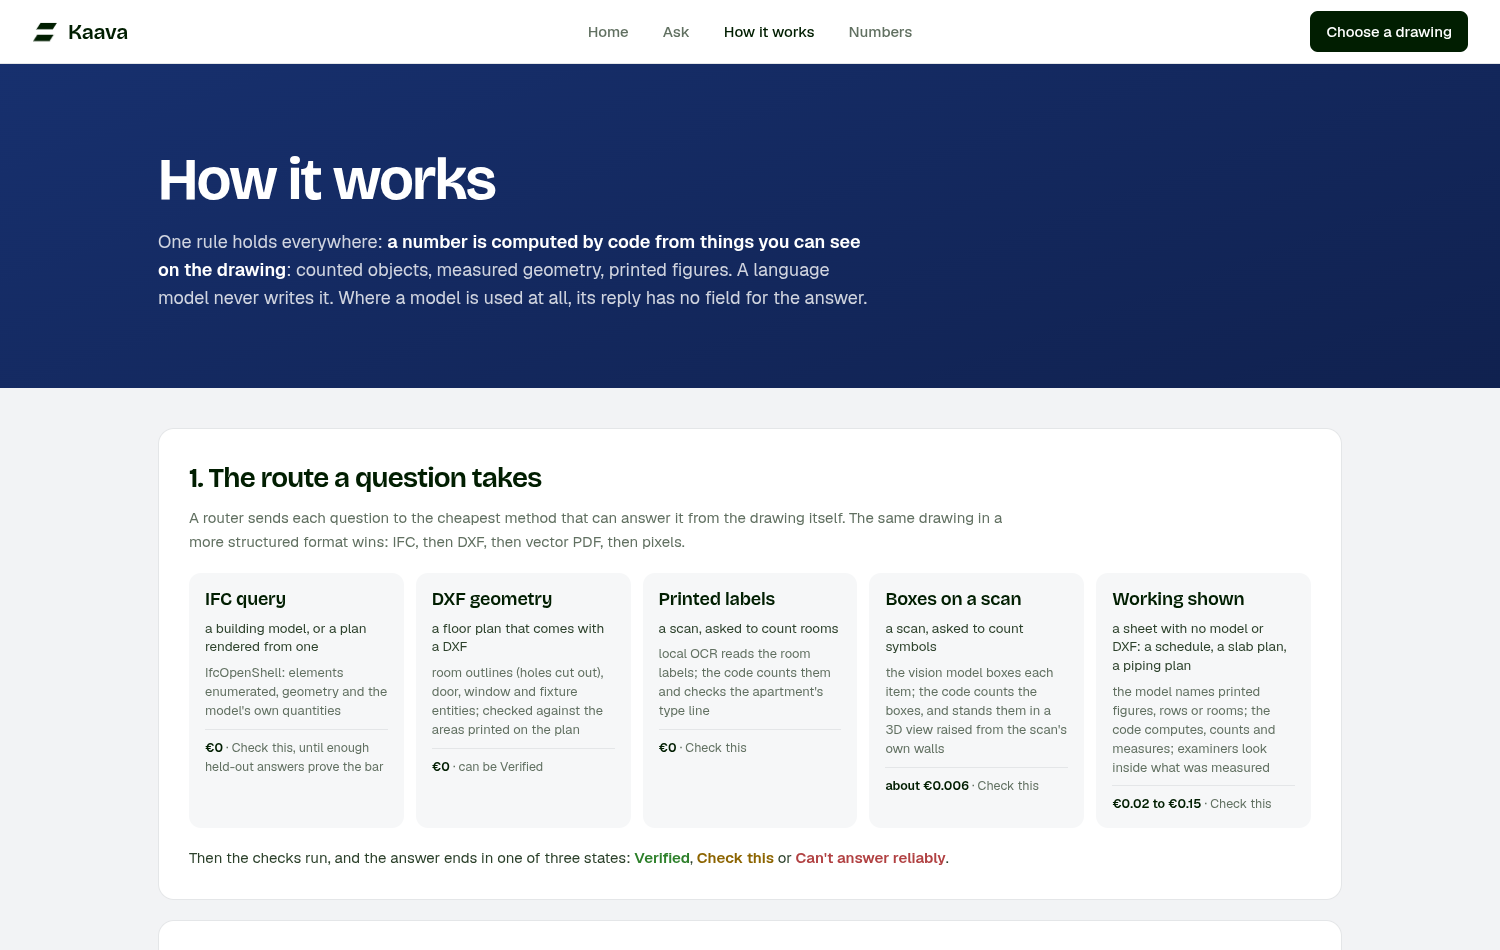 Kaava
Home
Ask
How it works
Numbers
Choose a drawing
How it works
One rule holds everywhere: a number is computed by code from things you can see
on the drawing: counted objects, measured geometry, printed figures. A language
model never writes it. Where a model is used at all, its reply has no field for the answer.
1. The route a question takes
A router sends each question to the cheapest method that can answer it from the drawing itself. The same drawing in a
more structured format wins: IFC, then DXF, then vector PDF, then pixels.
IFC query
a building model, or a plan
rendered from one
IfcOpenShell: elements
enumerated, geometry and the
model's own quantities
€0 · Check this, until enough
held-out answers prove the bar
DXF geometry
a floor plan that comes with
a DXF
room outlines (holes cut out),
door, window and fixture
entities; checked against the
areas printed on the plan
€0 · can be Verified
Printed labels
a scan, asked to count rooms
local OCR reads the room
labels; the code counts them
and checks the apartment's
type line
€0 · Check this
Boxes on a scan
a scan, asked to count
symbols
the vision model boxes each
item; the code counts the
boxes, and stands them in a
3D view raised from the scan's
own walls
about €0.006 · Check this
Working shown
a sheet with no model or
DXF: a schedule, a slab plan,
a piping plan
the model names printed
figures, rows or rooms; the
code computes, counts and
measures; examiners look
inside what was measured
€0.02 to €0.15 · Check this
Then the checks run, and the answer ends in one of three states: Verified, Check this or Can't answer reliably.